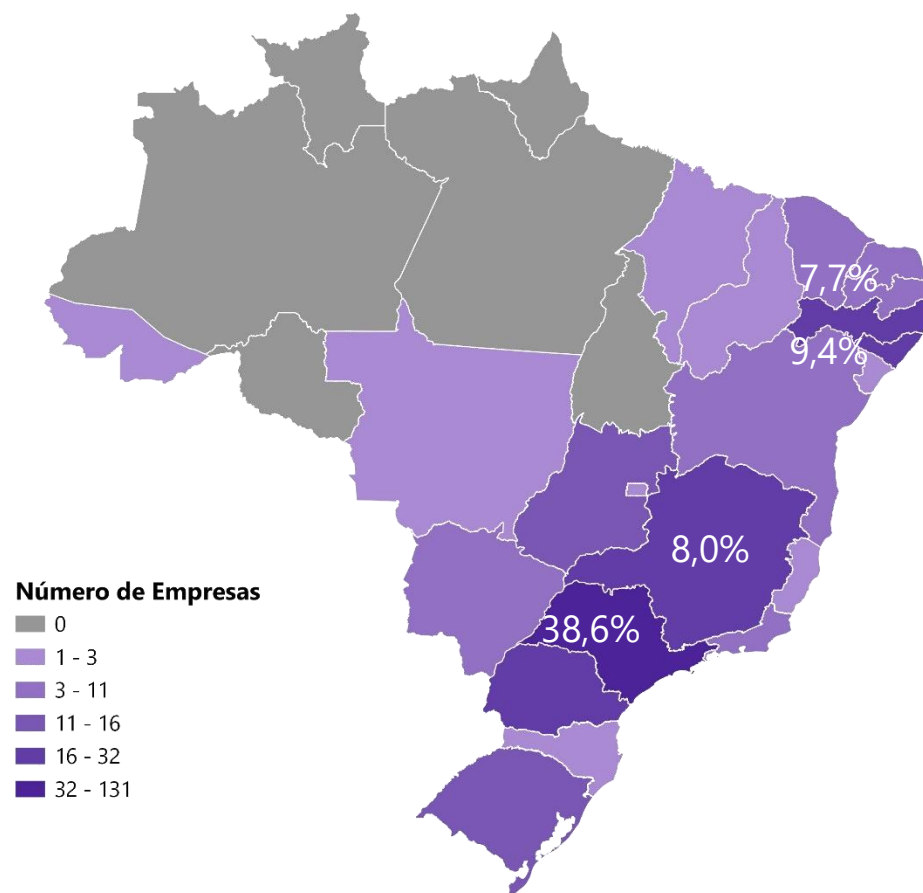 7,7%
9,4%
8,0%
38,6%
Número de Empresas
0
1 - 3
3 - 11
11 - 16
16 - 32
32 - 131